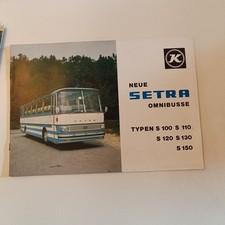 K
NEUE
SETRA
OMNIBUSSE
TYPEN S 100 S 110
S 120 S 130
S 150